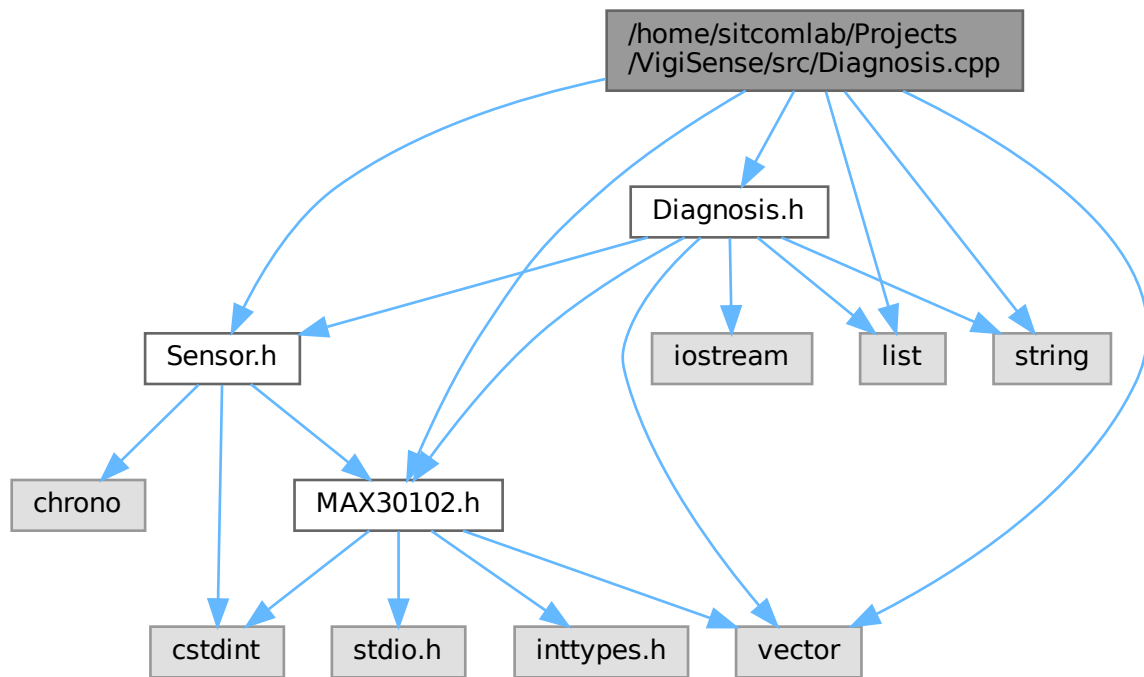 /home/sitcomlab/Projects
/VigiSense/src/Diagnosis.cpp
Diagnosis.h
Sensor.h
iostream
list
string
chrono
MAX30102.h
cstdint
stdio.h
inttypes.h
vector